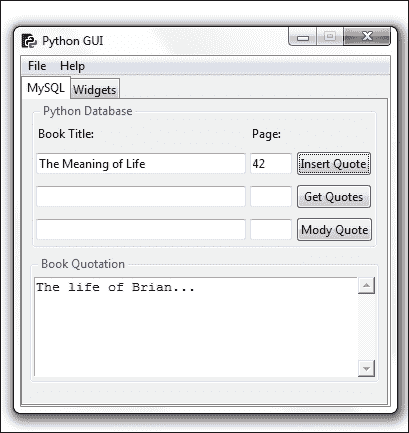 Python GUI
File Help
MySQL Widgets
Python Database
Book Title: Page:
The Meaning of Life 42 Insert Quote
Get Quotes
Mody Quote
Book Quotation
The life of Brian...